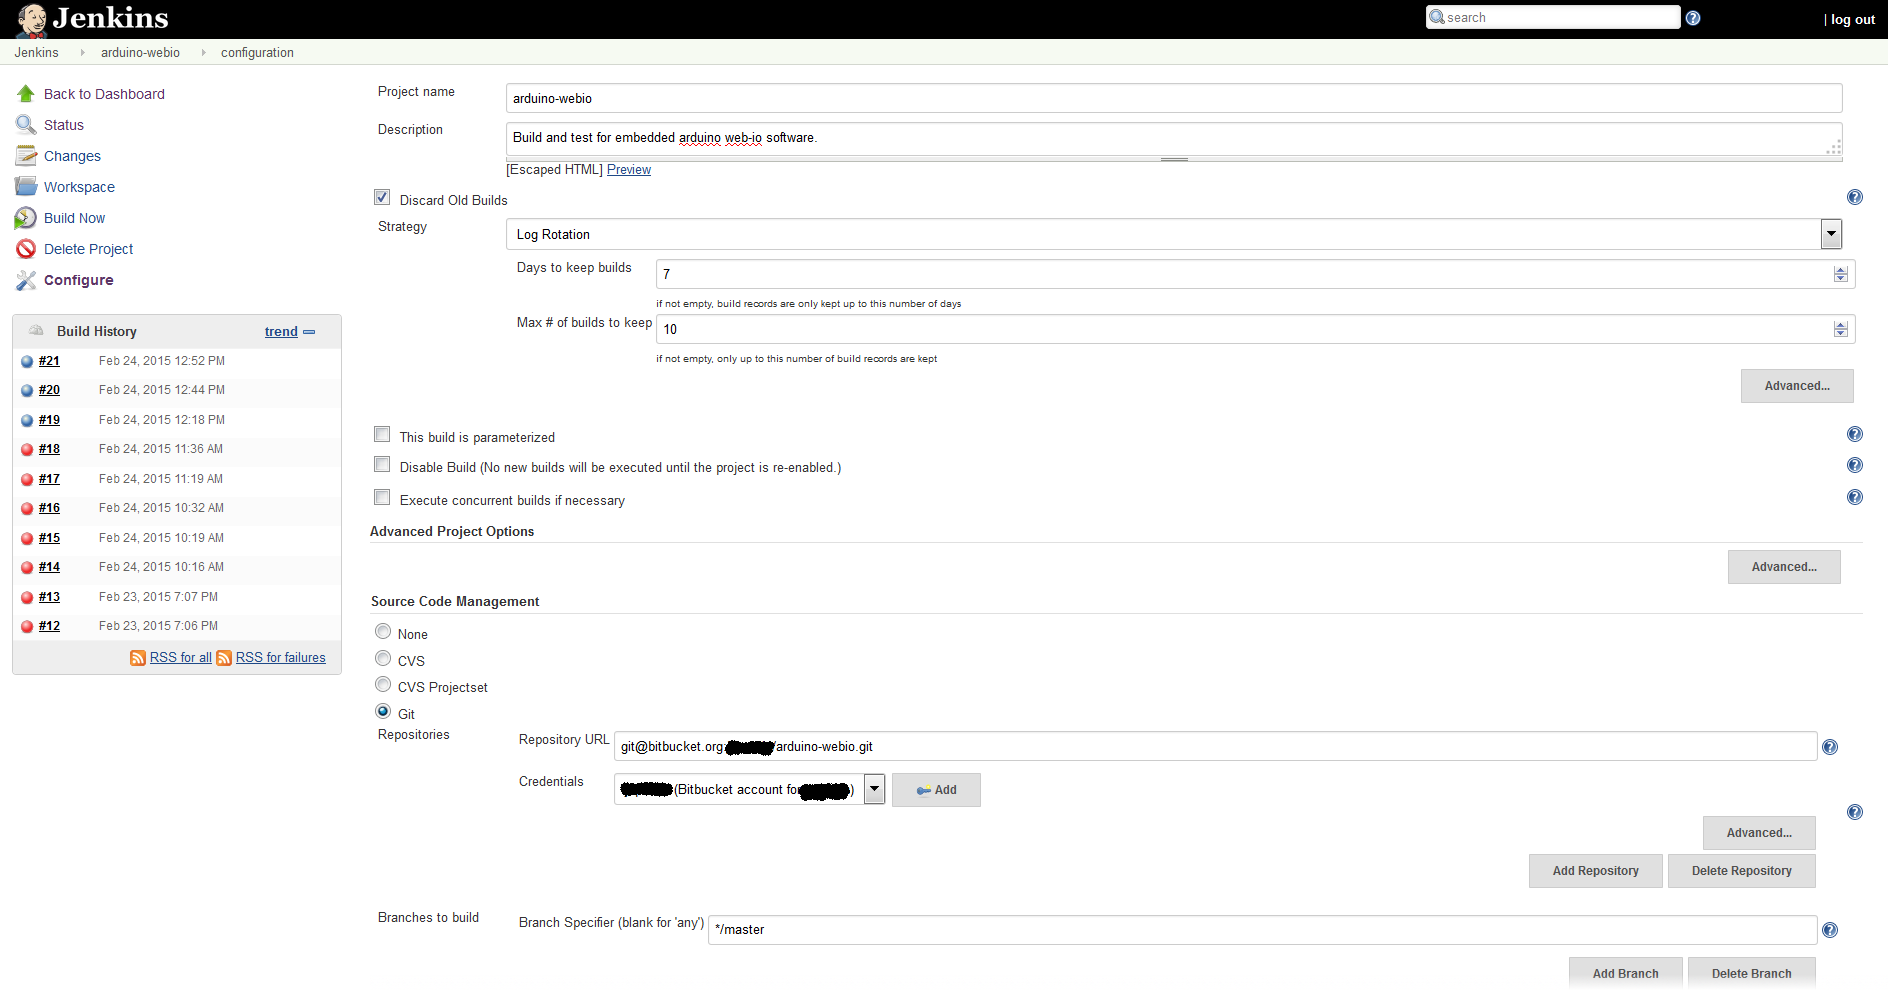 Jenkins
search
| log out
Jenkins
arduino-webio
configuration
Back to Dashboard
Status
Changes
Workspace
Build Now
Delete Project
Configure
Build History
trend
#21 Feb 24, 2015 12:52 PM
#20 Feb 24, 2015 12:44 PM
#19 Feb 24, 2015 12:18 PM
#18 Feb 24, 2015 11:36 AM
#17 Feb 24, 2015 11:19 AM
#16 Feb 24, 2015 10:32 AM
#15 Feb 24, 2015 10:19 AM
#14 Feb 24, 2015 10:16 AM
#13 Feb 23, 2015 7:07 PM
#12 Feb 23, 2015 7:06 PM
RSS for all RSS for failures
Project name arduino-webio
Description Build and test for embedded arduino web-io software.
[Escaped HTML] Preview
Discard Old Builds
Strategy Log Rotation
Days to keep builds 7
if not empty, build records are only kept up to this number of days
Max # of builds to keep 10
if not empty, only up to this number of build records are kept
Advanced...
This build is parameterized
Disable Build (No new builds will be executed until the project is re-enabled.)
Execute concurrent builds if necessary
Advanced Project Options
Advanced...
Source Code Management
None
CVS
CVS Projectset
Git
Repositories
Repository URL git@bitbucket.org: /arduino-webio.git
Credentials (Bitbucket account for ) Add
Advanced...
Add Repository Delete Repository
Branches to build
Branch Specifier (blank for 'any') */master
Add Branch Delete Branch